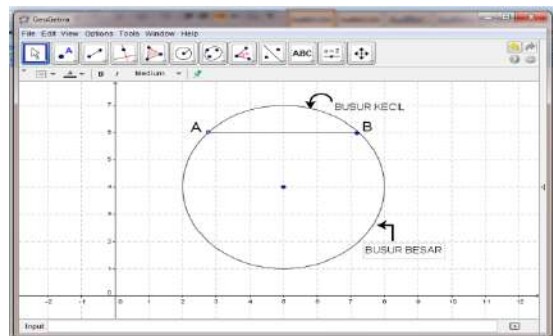 GeoGebra
File Edit View Options Tools Window Help
ABC
Medium
7
BUSUR KECIL
A
B
6
5
4
3
2
BUSUR BESAR
1
0
-2 -1 0 1 2 3 4 5 6 7 8 9 10 11 12
Input